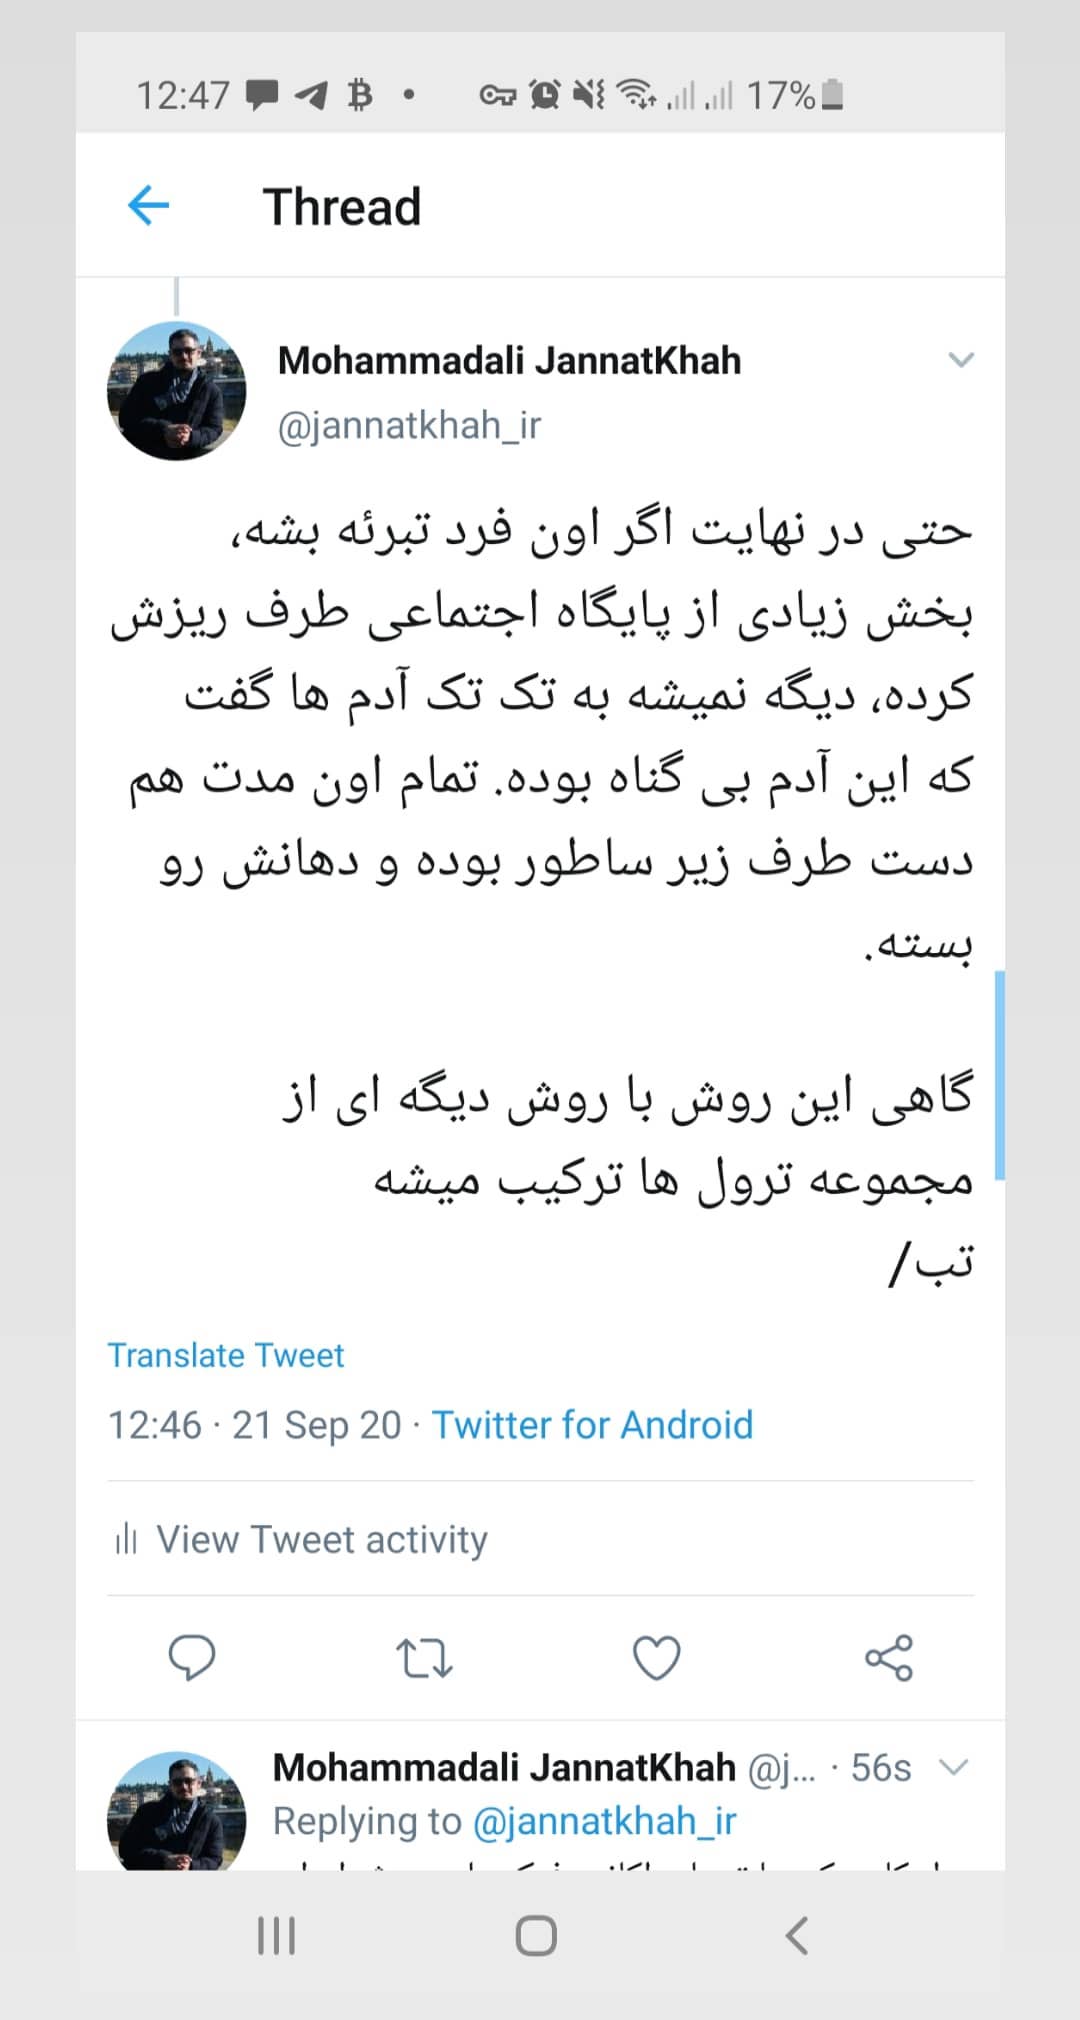 12:47 17%
Thread
Mohammadali JannatKhah
@jannatkhah_ir
حتی در نهایت اگر اون فرد تبرئه بشه،
بخش زیادی از پایگاه اجتماعی طرف ریزش
کرده، دیگه نمیشه به تک تک آدم ها گفت
که این آدم بی گناه بوده. تمام اون مدت هم
دست طرف زیر ساطور بوده و دهانش رو
بسته.
گاهی این روش با روش دیگه ای از
مجموعه ترول ها ترکیب میشه
تب/
Translate Tweet
12:46 · 21 Sep 20 · Twitter for Android
View Tweet activity
Mohammadali JannatKhah @j... · 56s
Replying to @jannatkhah_ir